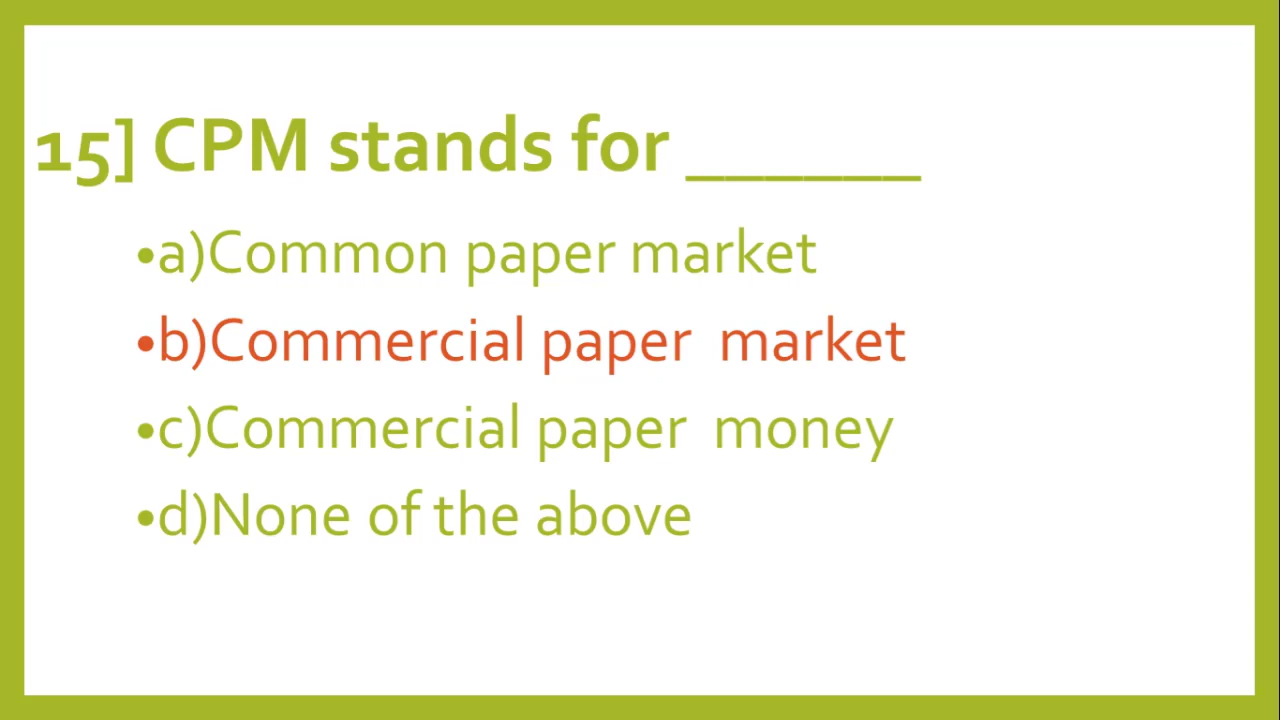 15] CPM stands for ______
•a)Common paper market
•b)Commercial paper  market
•c)Commercial paper  money
•d)None of the above